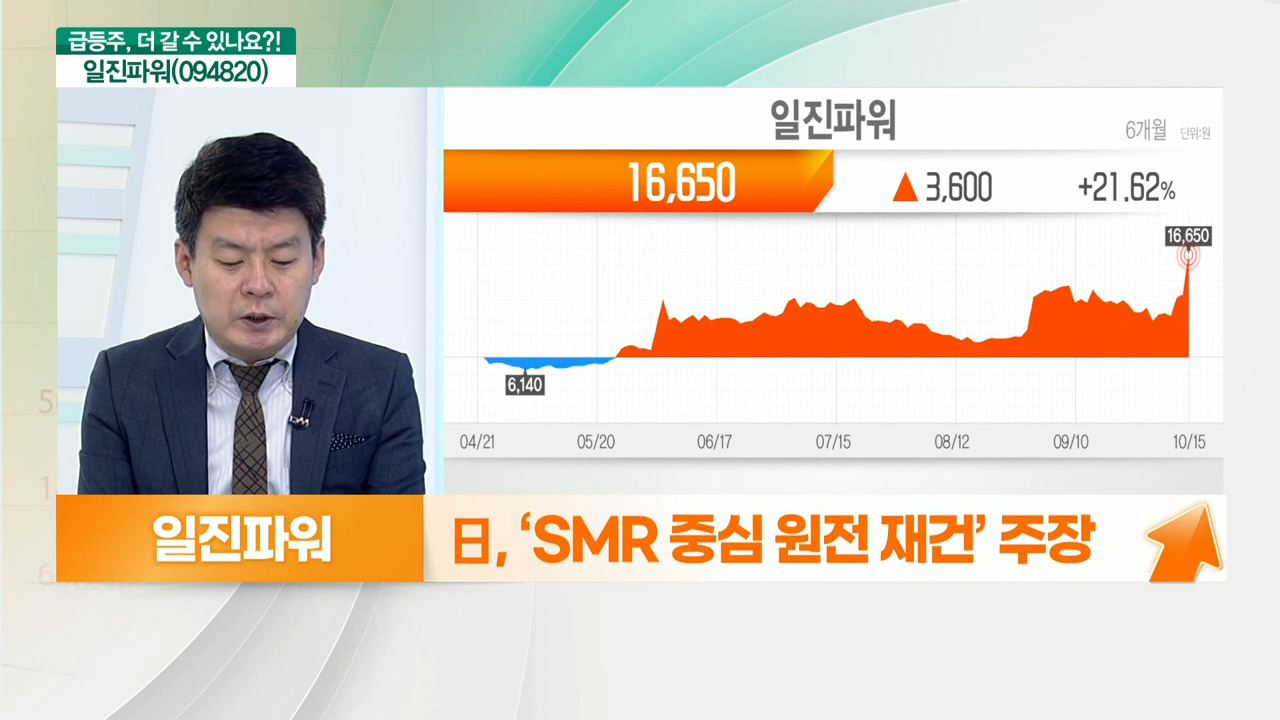 급등주, 더 갈 수 있나요?!
일진파워(094820)
일진파워
6개월 단위:원
16,650 ▲ 3,600 +21.62%
16,650
6,140
04/21 05/20 06/17 07/15 08/12 09/10 10/15
일진파워
日, ‘SMR 중심 원전 재건’ 주장